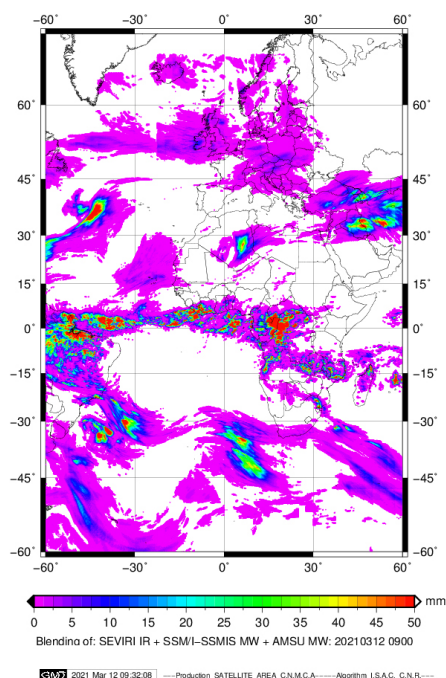 −60° −30° 0° 30° 60°
60° 60°
45° 45°
30° 30°
15° 15°
0° 0°
−15° −15°
−30° −30°
−45° −45°
−60° −60°
−60° −30° 0° 30° 60°
mm
0 5 10 15 20 25 30 35 40 45 50
Blending of: SEVIRI IR + SSM/I−SSMIS MW + AMSU MW: 20210312 0900
GMD 2021 Mar 12 09:32:08 −−−−Production SATELLITE AREA C.N.M.C.A−−−−−−Algorithm I.S.A.C. C.N.R.−−−−